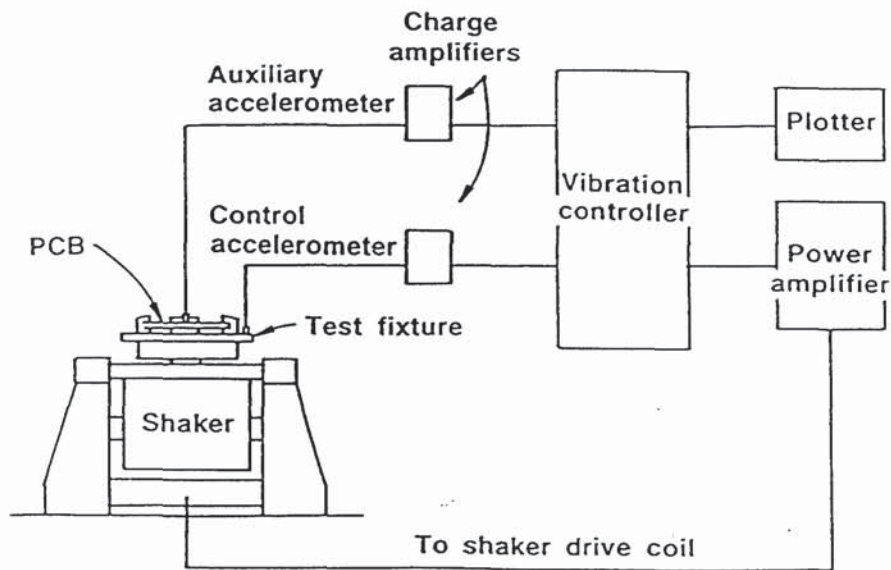 Charge
amplifiers
Auxiliary
accelerometer
Plotter
Vibration
controller
Control
accelerometer
PCB
Power
amplifier
Test fixture
Shaker
To shaker drive coil